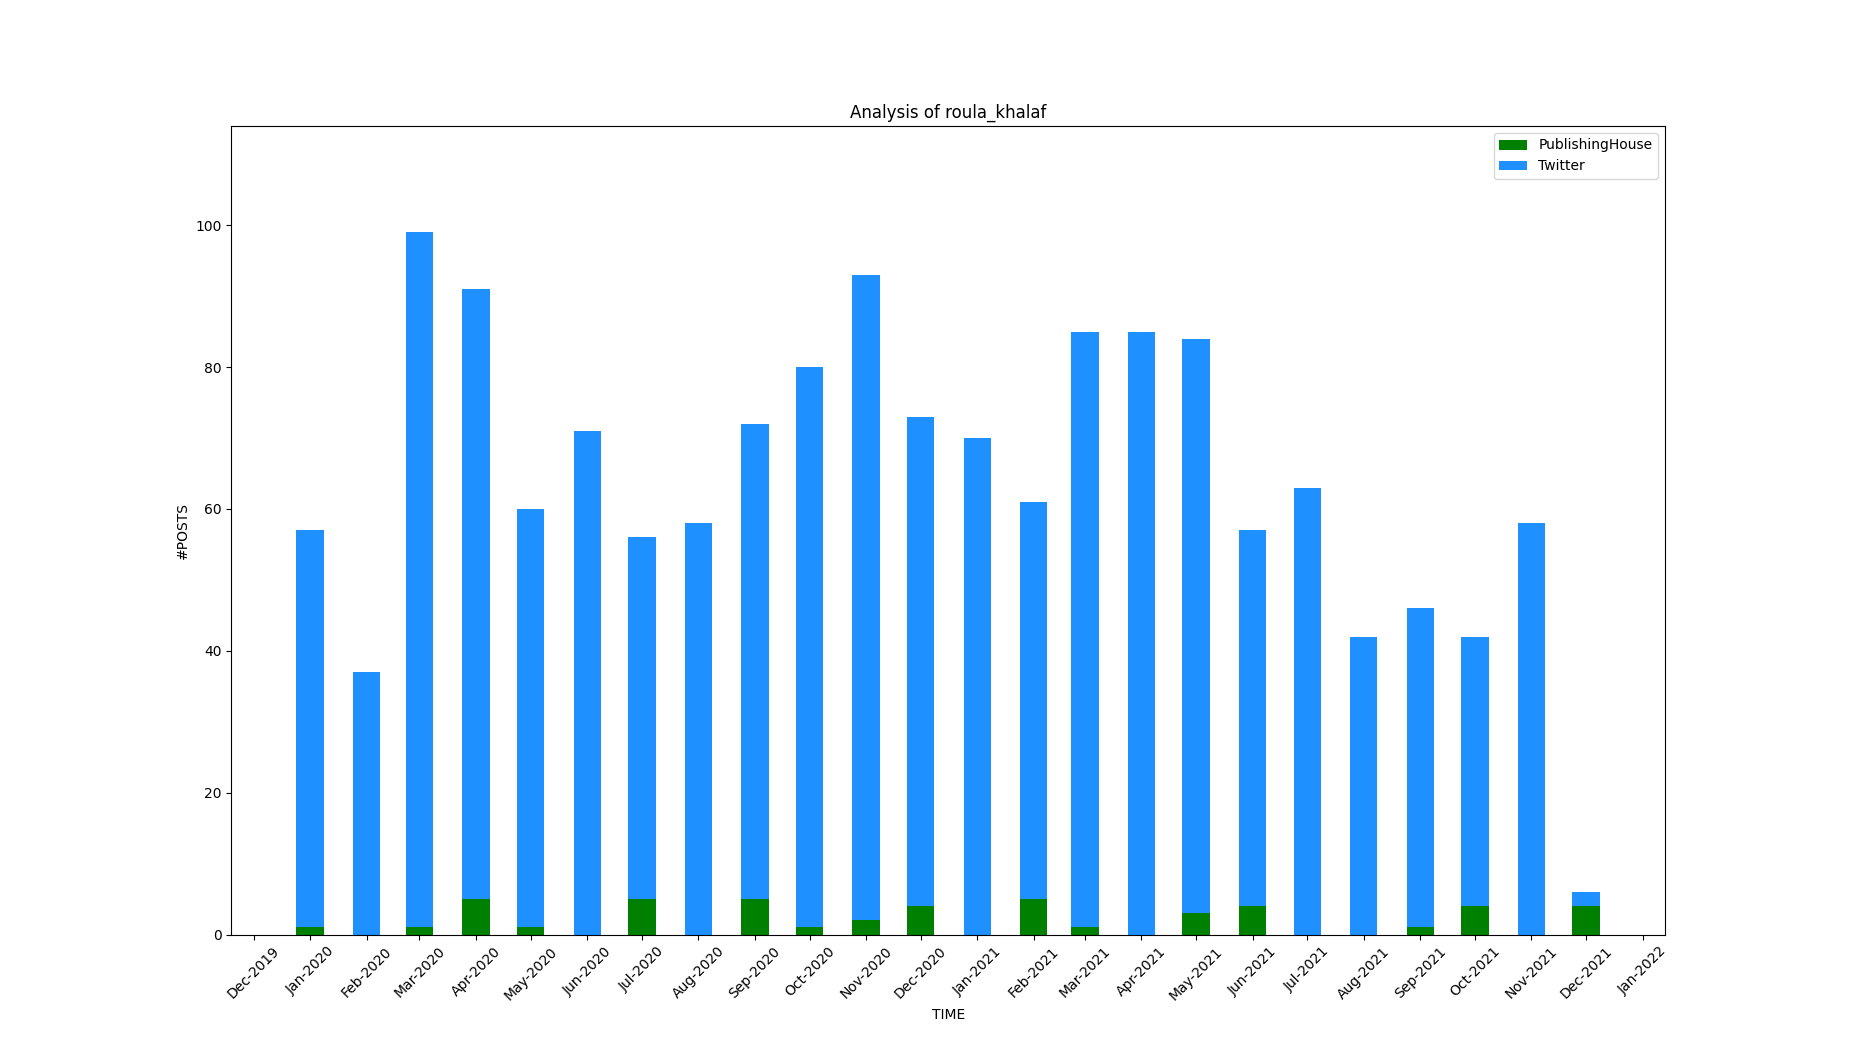 Analysis of roula_khalaf
PublishingHouse
Twitter
100
80
60
40
20
0
#POSTS
Dec-2019
Jan-2020
Feb-2020
Mar-2020
Apr-2020
May-2020
Jun-2020
Jul-2020
Aug-2020
Sep-2020
Oct-2020
Nov-2020
Dec-2020
Jan-2021
Feb-2021
Mar-2021
Apr-2021
May-2021
Jun-2021
Jul-2021
Aug-2021
Sep-2021
Oct-2021
Nov-2021
Dec-2021
Jan-2022
TIME